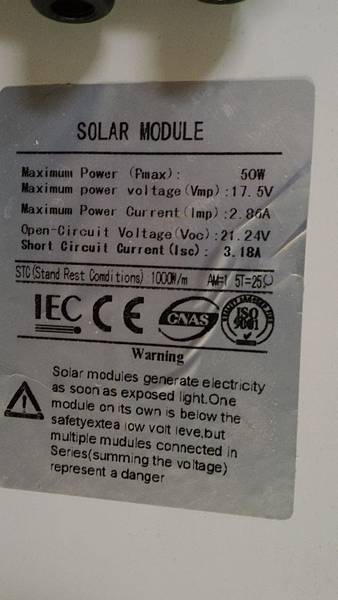 SOLAR MODULE
Maximum Power (Pmax): 50W
Maximum power voltage(Vmp):17.5V
Maximum Power Current(Imp):2.86A
Open-Circuit Voltage(Voc):21.24V
Short Circuit Current(Isc): 3.18A
STC(Stand Rest Comditions):1000W/m AM=1 5T=25
IEC CE CNAS ISO 9001
Warning
Solar modules generate electricity
as soon as exposed light.One
module on its own is below the
safetyextea low volt leve,but
multiple mudules connected in
Series(summing the voltage)
represent a danger